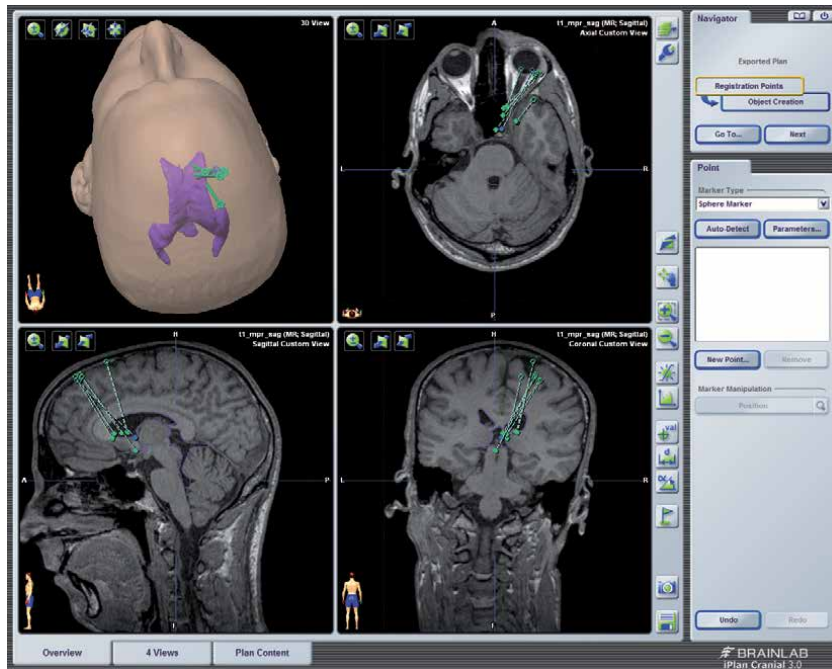 3D View
t1_mpr_sag (MR; Sagittal)
Axial Custom View
A
L
R
P
t1_mpr_sag (MR; Sagittal)
Sagittal Custom View
H
A
P
I
t1_mpr_sag (MR; Sagittal)
Coronal Custom View
H
L
R
I
val
d
Navigator
Exported Plan
Registration Points
Object Creation
Go To...
Next
Point
Marker Type
Sphere Marker
Auto-Detect
Parameters...
New Point...
Remove
Marker Manipulation
Position
Undo
Redo
Overview
4 Views
Plan Content
BRAINLAB
iPlan Cranial 3.0